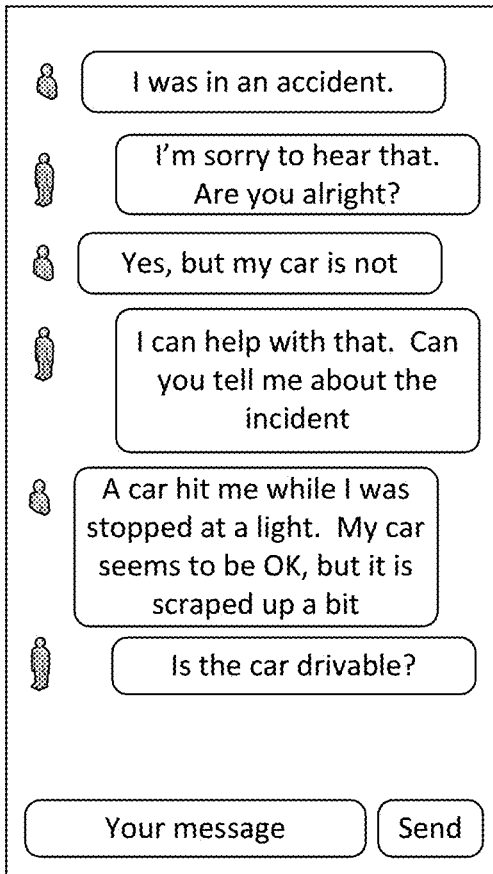 I was in an accident.
I'm sorry to hear that.
Are you alright?
Yes, but my car is not
I can help with that.  Can
you tell me about the
incident
A car hit me while I was
stopped at a light.  My car
seems to be OK, but it is
scraped up a bit
Is the car drivable?
Your message
Send